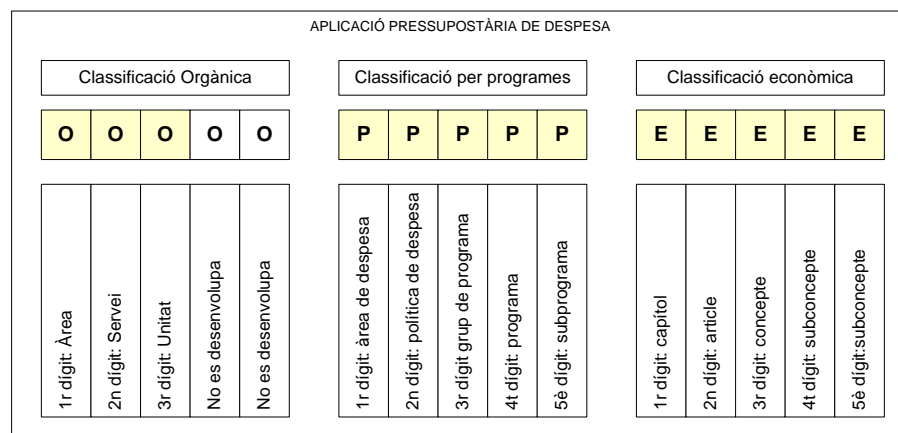 APLICACIÓ PRESSUPOSTÀRIA DE DESPESA
Classificació Orgànica
Classificació per programes
Classificació econòmica
O O O O O
P P P P P
E E E E E
1r dígit: Àrea
2n dígit: Servei
3r dígit: Unitat
No es desenvolupa
No es desenvolupa
1r dígit: àrea de despesa
2n dígit: política de despesa
3r dígit grup de programa
4t dígit: programa
5è dígit: subprograma
1r dígit: capítol
2n dígit: article
3r dígit: concepte
4t dígit: subconcepte
5è dígit:subconcepte